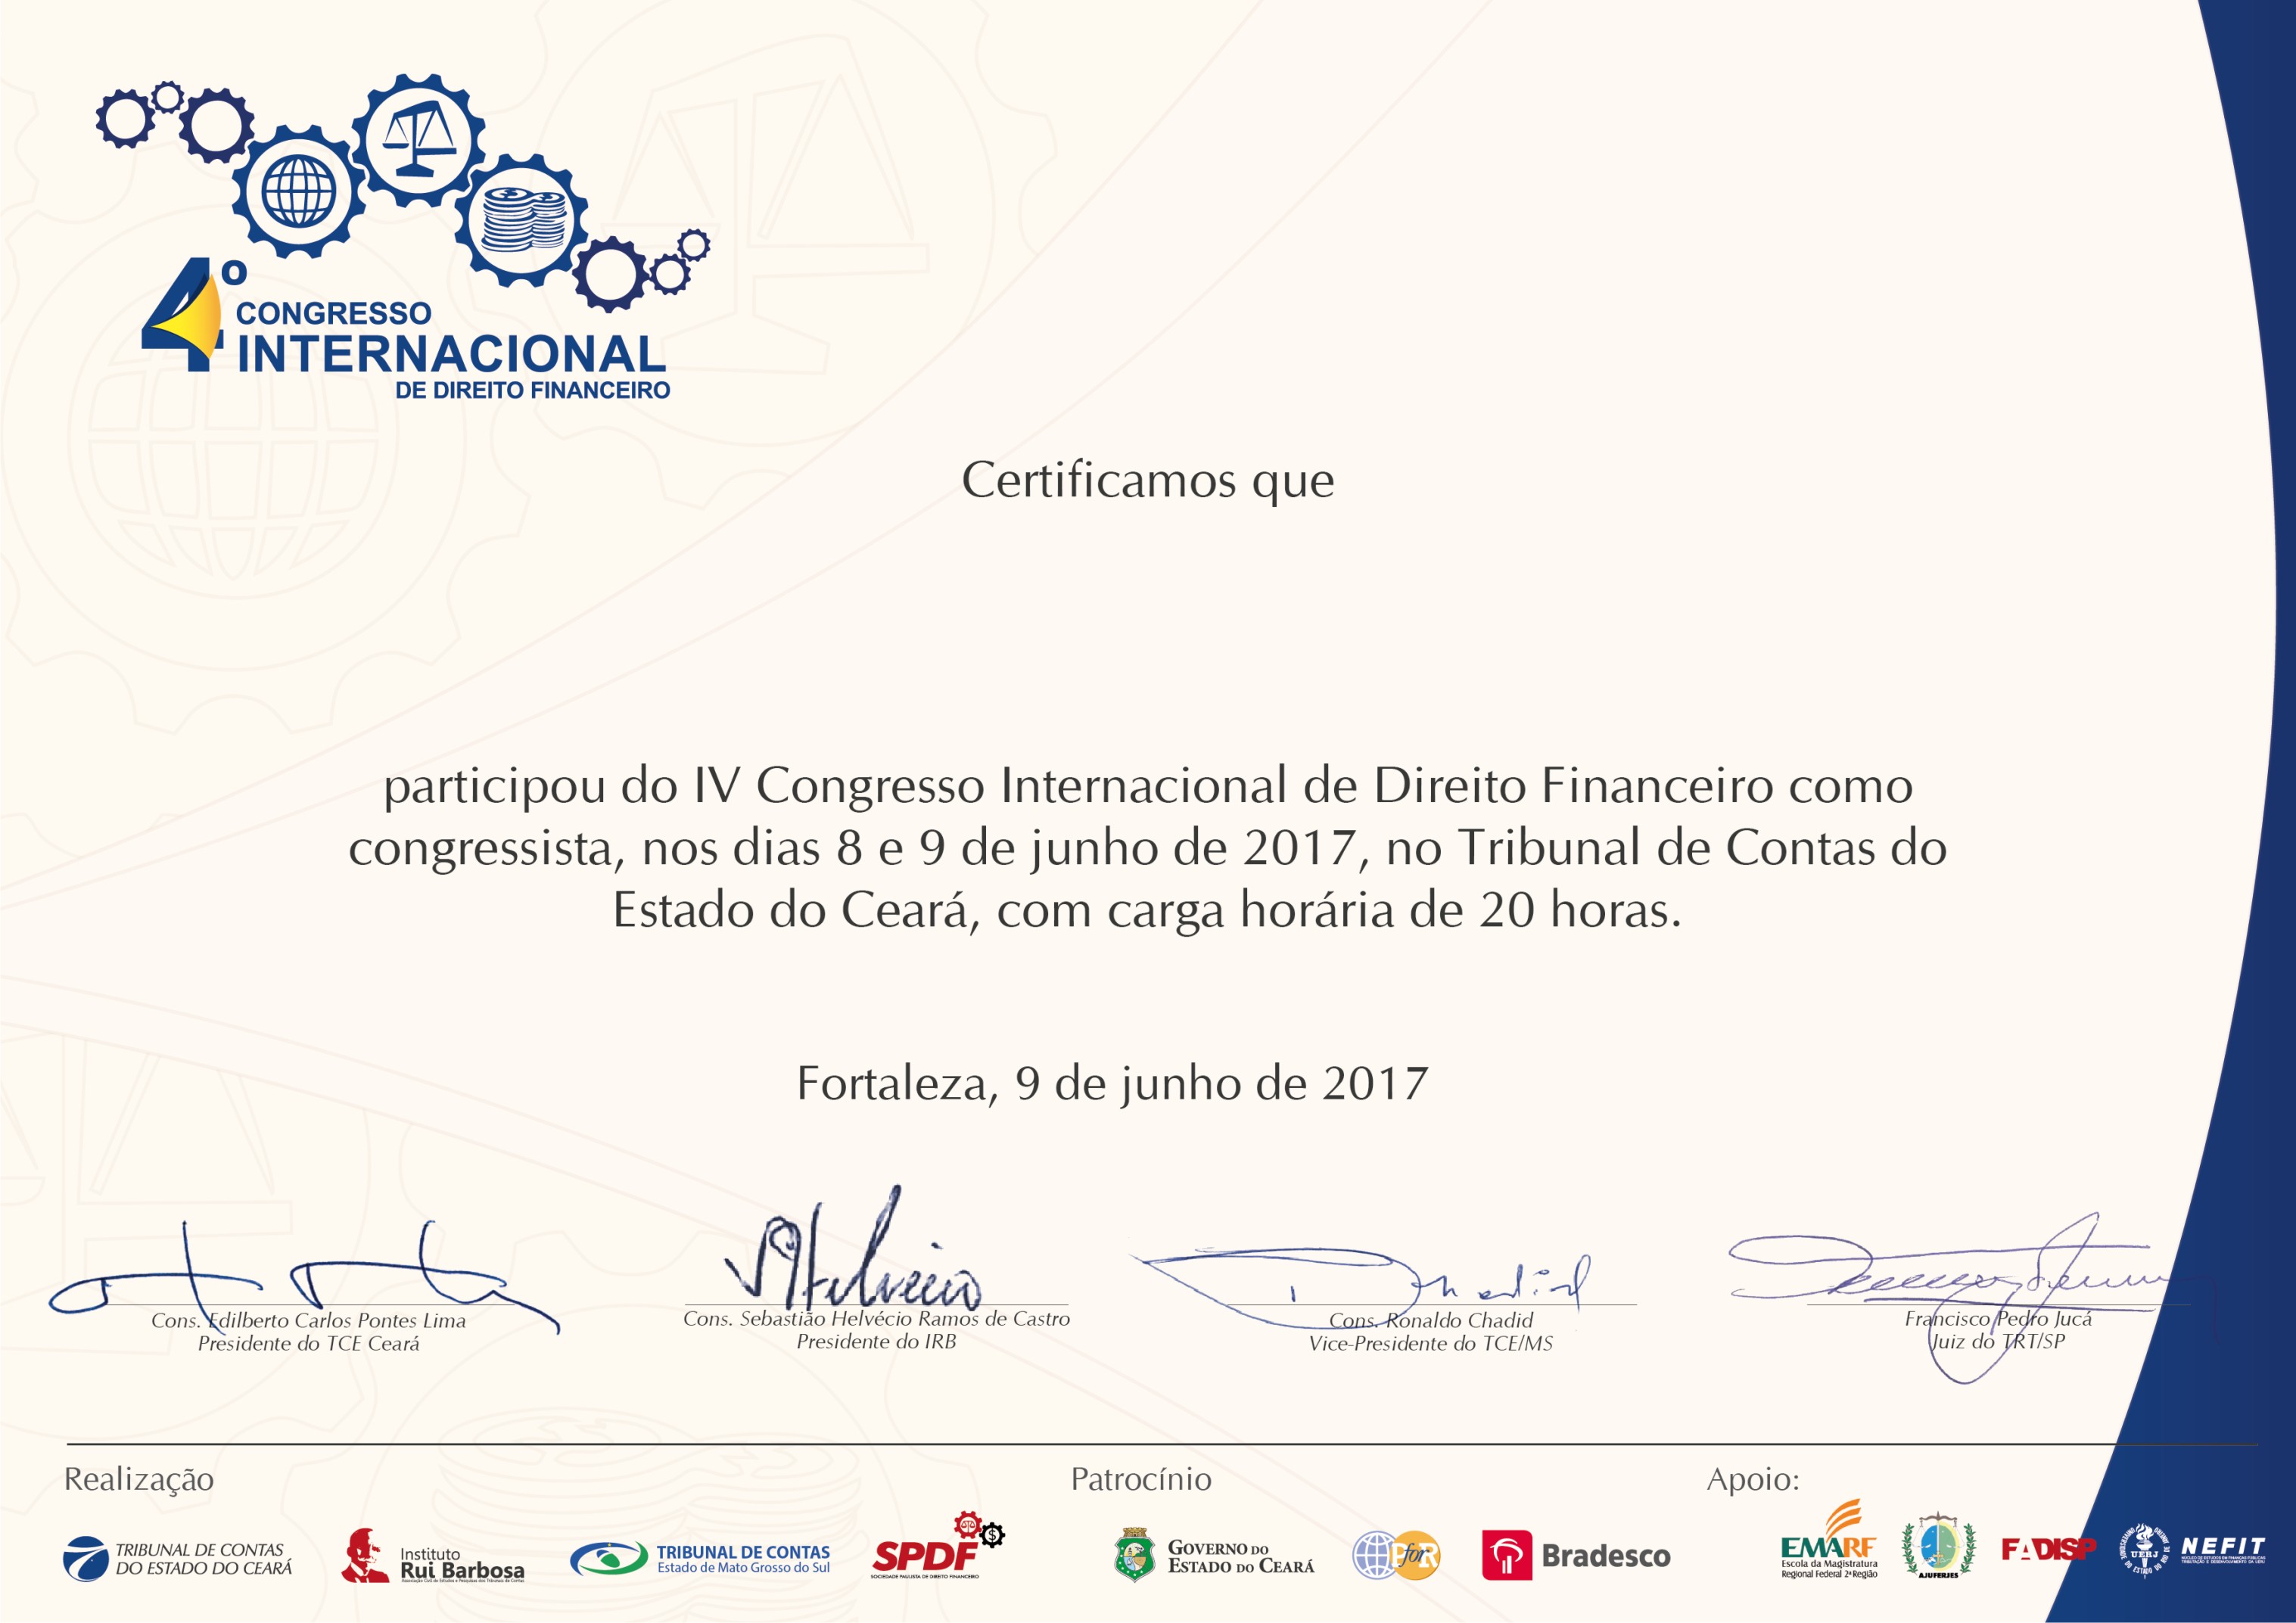 4º
CONGRESSO
INTERNACIONAL
DE DIREITO FINANCEIRO
Certificamos que
participou do IV Congresso Internacional de Direito Financeiro como
congressista, nos dias 8 e 9 de junho de 2017, no Tribunal de Contas do
Estado do Ceará, com carga horária de 20 horas.
Fortaleza, 9 de junho de 2017
Cons. Edilberto Carlos Pontes Lima
Presidente do TCE Ceará
Cons. Sebastião Helvécio Ramos de Castro
Presidente do IRB
Cons. Ronaldo Chadid
Vice-Presidente do TCE/MS
Francisco Pedro Jucá
Juiz do TRT/SP
Realização
TRIBUNAL DE CONTAS
DO ESTADO DO CEARÁ
Instituto
Rui Barbosa
TRIBUNAL DE CONTAS
Estado de Mato Grosso do Sul
SPDF
SOCIEDADE PAULISTA DE DIREITO FINANCEIRO
Patrocínio
GOVERNO DO
ESTADO DO CEARÁ
forR
Bradesco
Apoio:
EMARF
Escola da Magistratura
Regional Federal 2ª Região
AJUFERJES
FADISP
UERJ
NEFIT